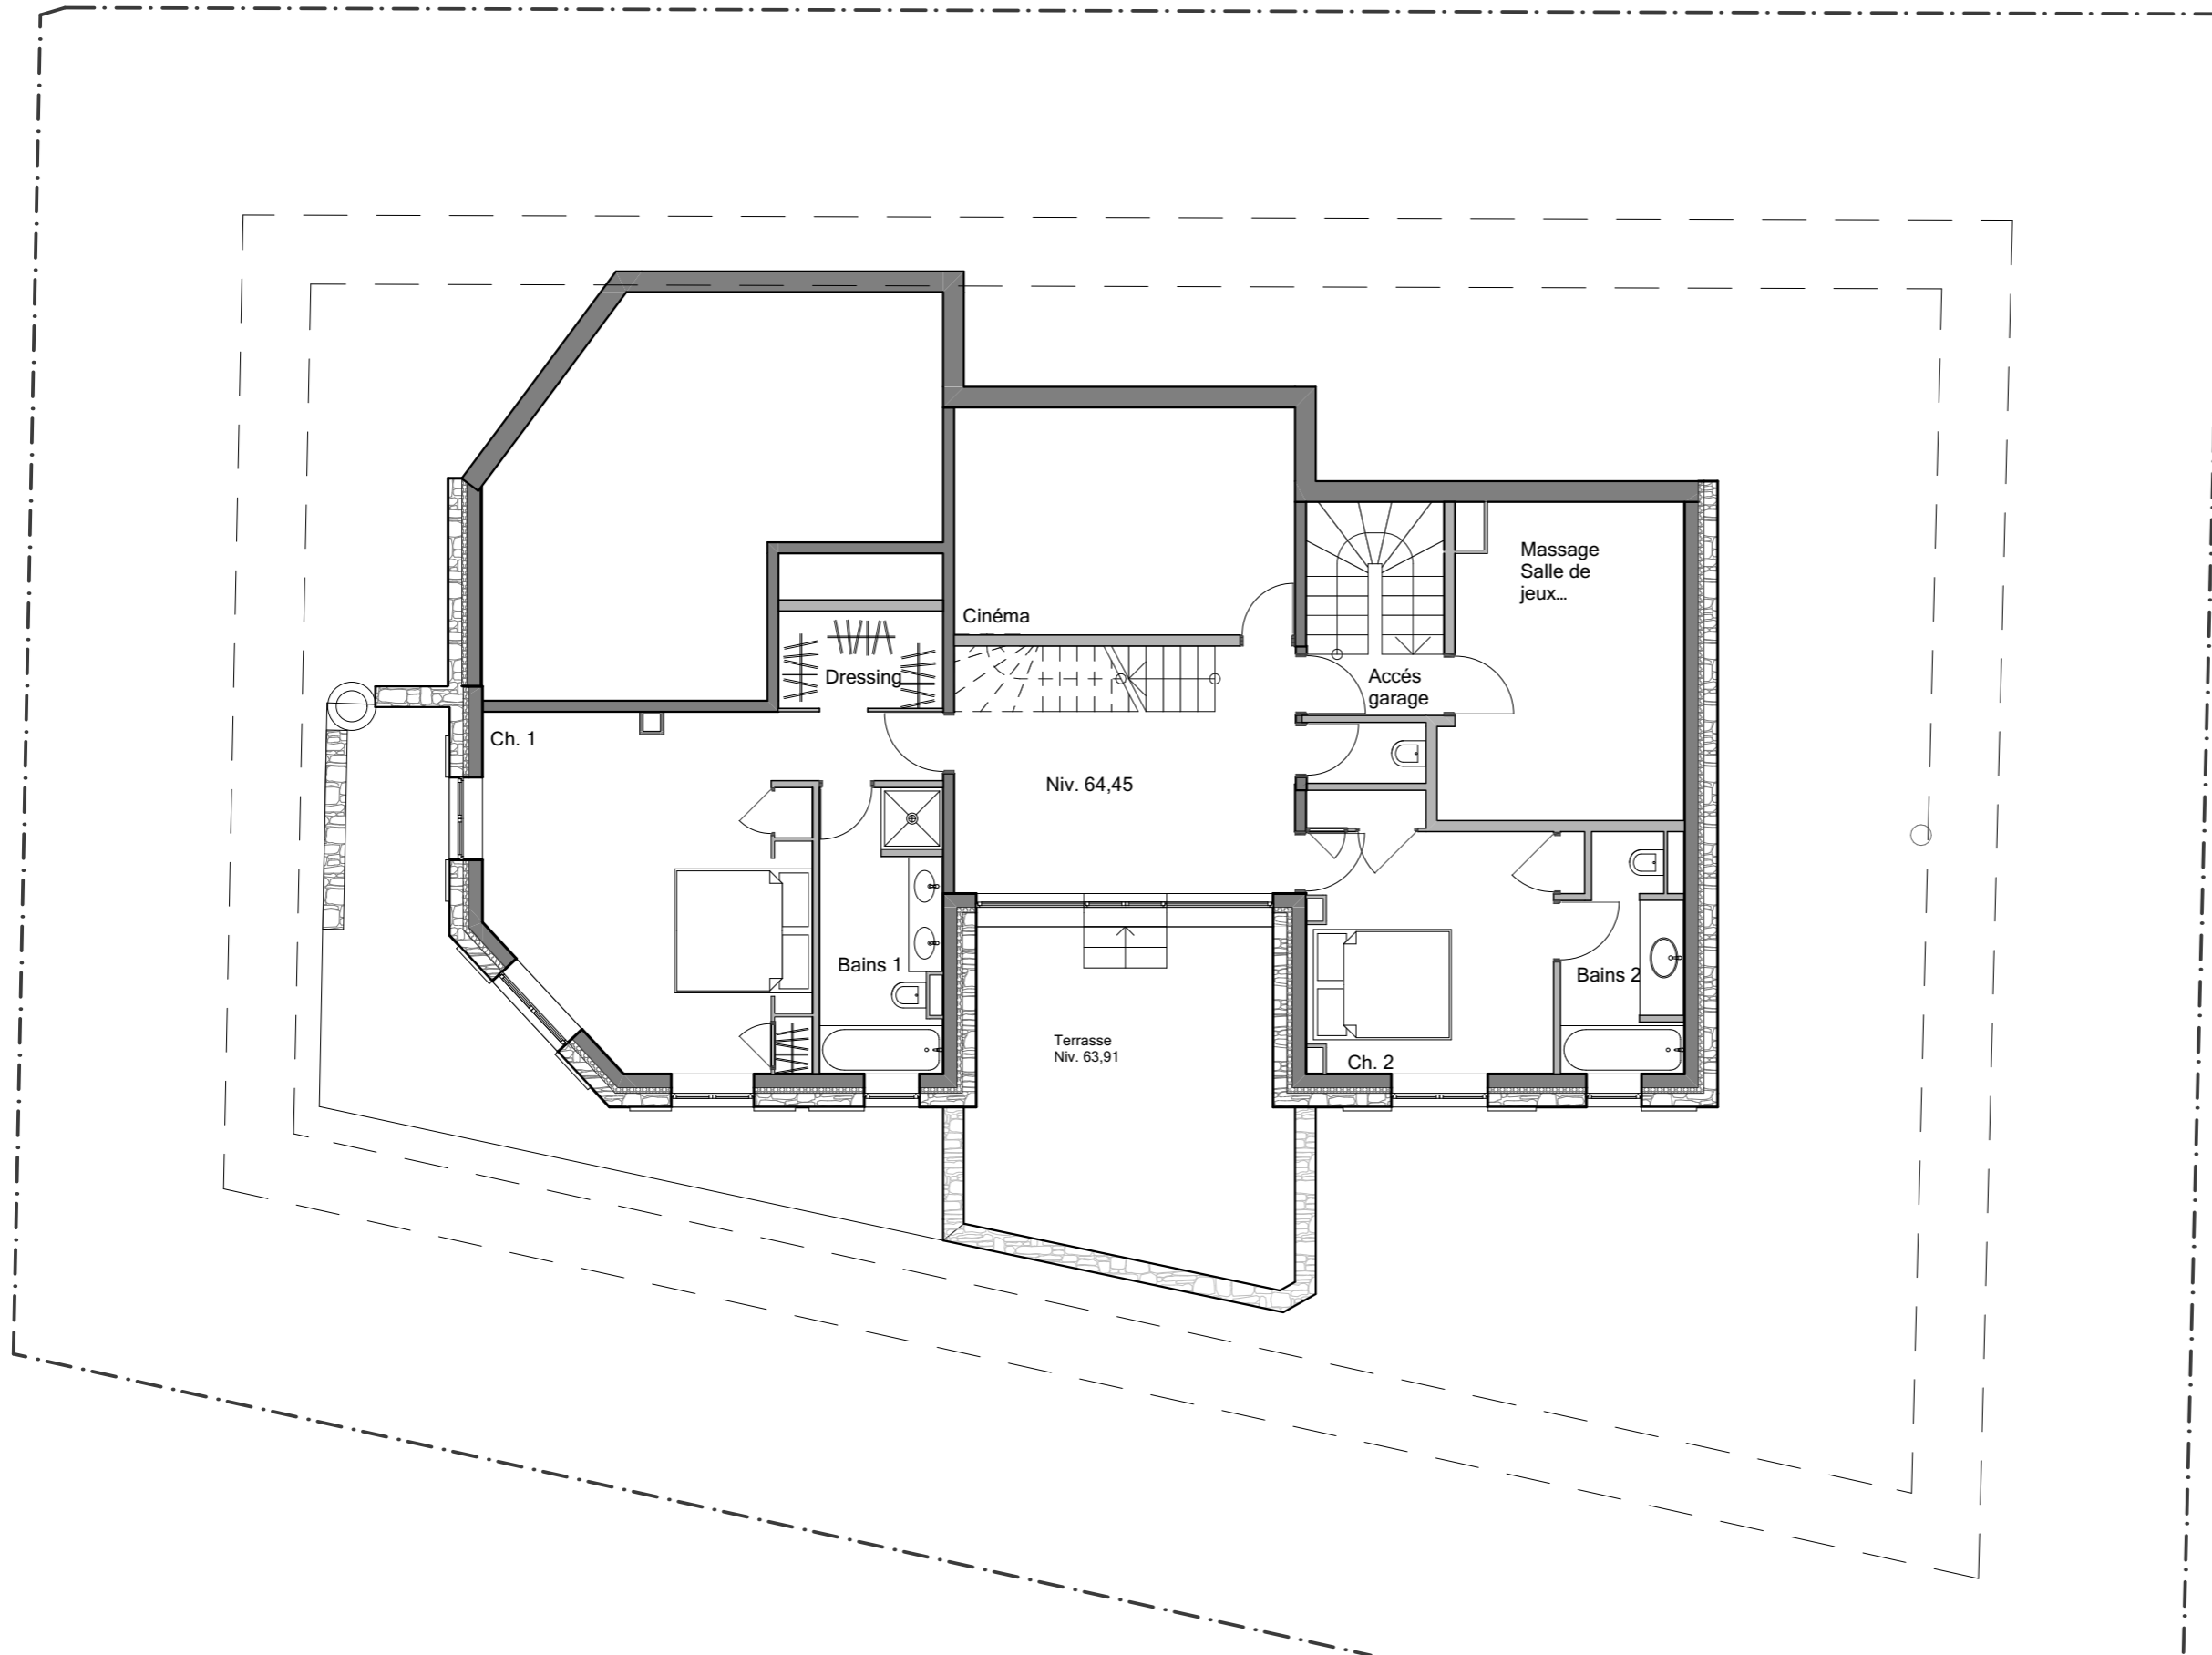 Massage
Salle de
jeux...
Cinéma
Dressing
Accés
garage
Ch. 1
Niv. 64,45
Bains 1
Bains 2
Terrasse
Niv. 63,91
Ch. 2